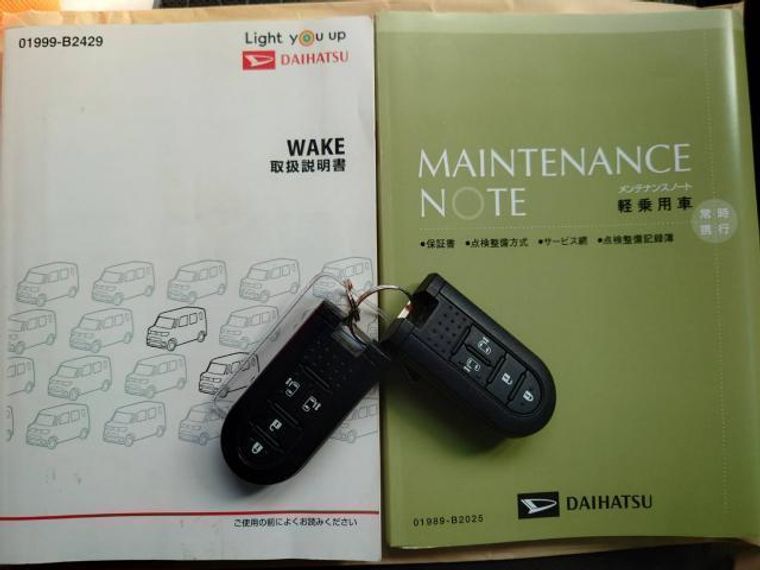 01999-B2429
Light you up
DAIHATSU
WAKE
取扱説明書
ご使用の前によくお読みください
MAINTENANCE
NOTE
メンテナンスノート
軽乗用車
常時
携行
●保証書 ●点検整備方式 ●サービス網 ●点検整備記録簿
01989-B2025
DAIHATSU